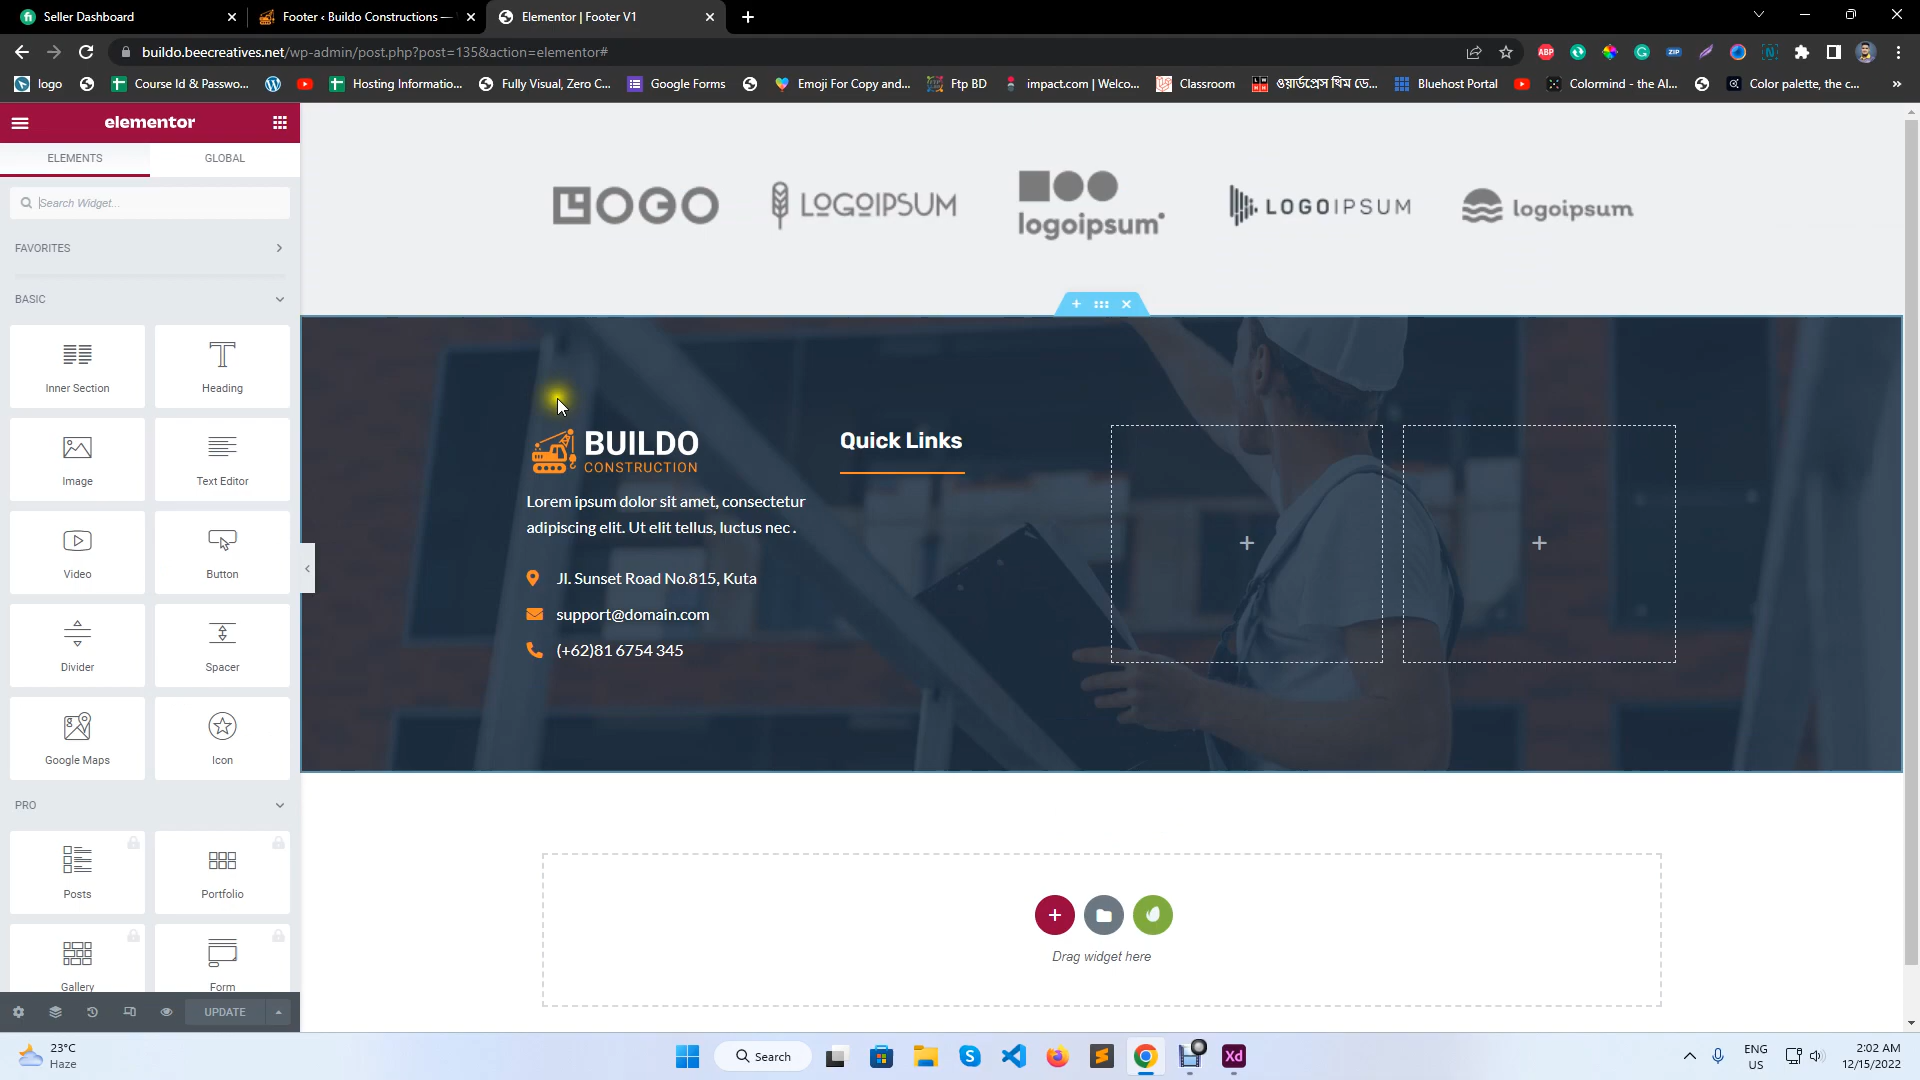 Seller Dashboard
Footer ‹ Buildo Constructions —
Elementor | Footer V1
buildo.beecreatives.net/wp-admin/post.php?post=135&action=elementor#
logo
Course Id & Passwo...
Hosting Informatio...
Fully Visual, Zero C...
Google Forms
Emoji For Copy and...
Ftp BD
impact.com | Welco...
Classroom
ওয়ার্ডপ্রেস থিম ডে...
Bluehost Portal
Colormind - the AI...
Color palette, the c...
elementor
ELEMENTS
GLOBAL
Search Widget...
FAVORITES
BASIC
Inner Section
Heading
Image
Text Editor
Video
Button
Divider
Spacer
Google Maps
Icon
PRO
Posts
Portfolio
Gallery
Form
UPDATE
LOGO
LOGOIPSUM
logoipsum
LOGOIPSUM
logoipsum
BUILDO
CONSTRUCTION
Lorem ipsum dolor sit amet, consectetur
adipiscing elit. Ut elit tellus, luctus nec .
Jl. Sunset Road No.815, Kuta
support@domain.com
(+62)81 6754 345
Quick Links
Drag widget here
23°C
Haze
Search
Xd
ENG
US
2:02 AM
12/15/2022